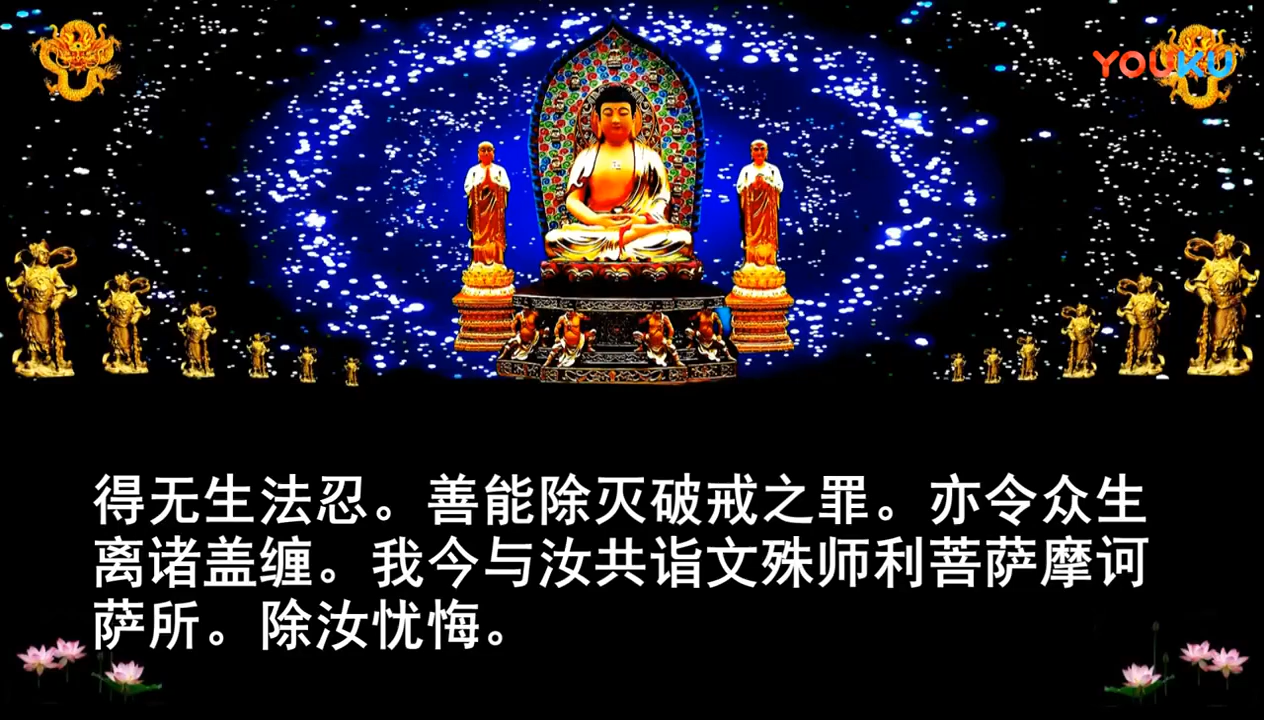 YOUKU
得无生法忍。善能除灭破戒之罪。亦令众生
离诸盖缠。我今与汝共诣文殊师利菩萨摩诃
萨所。除汝忧悔。